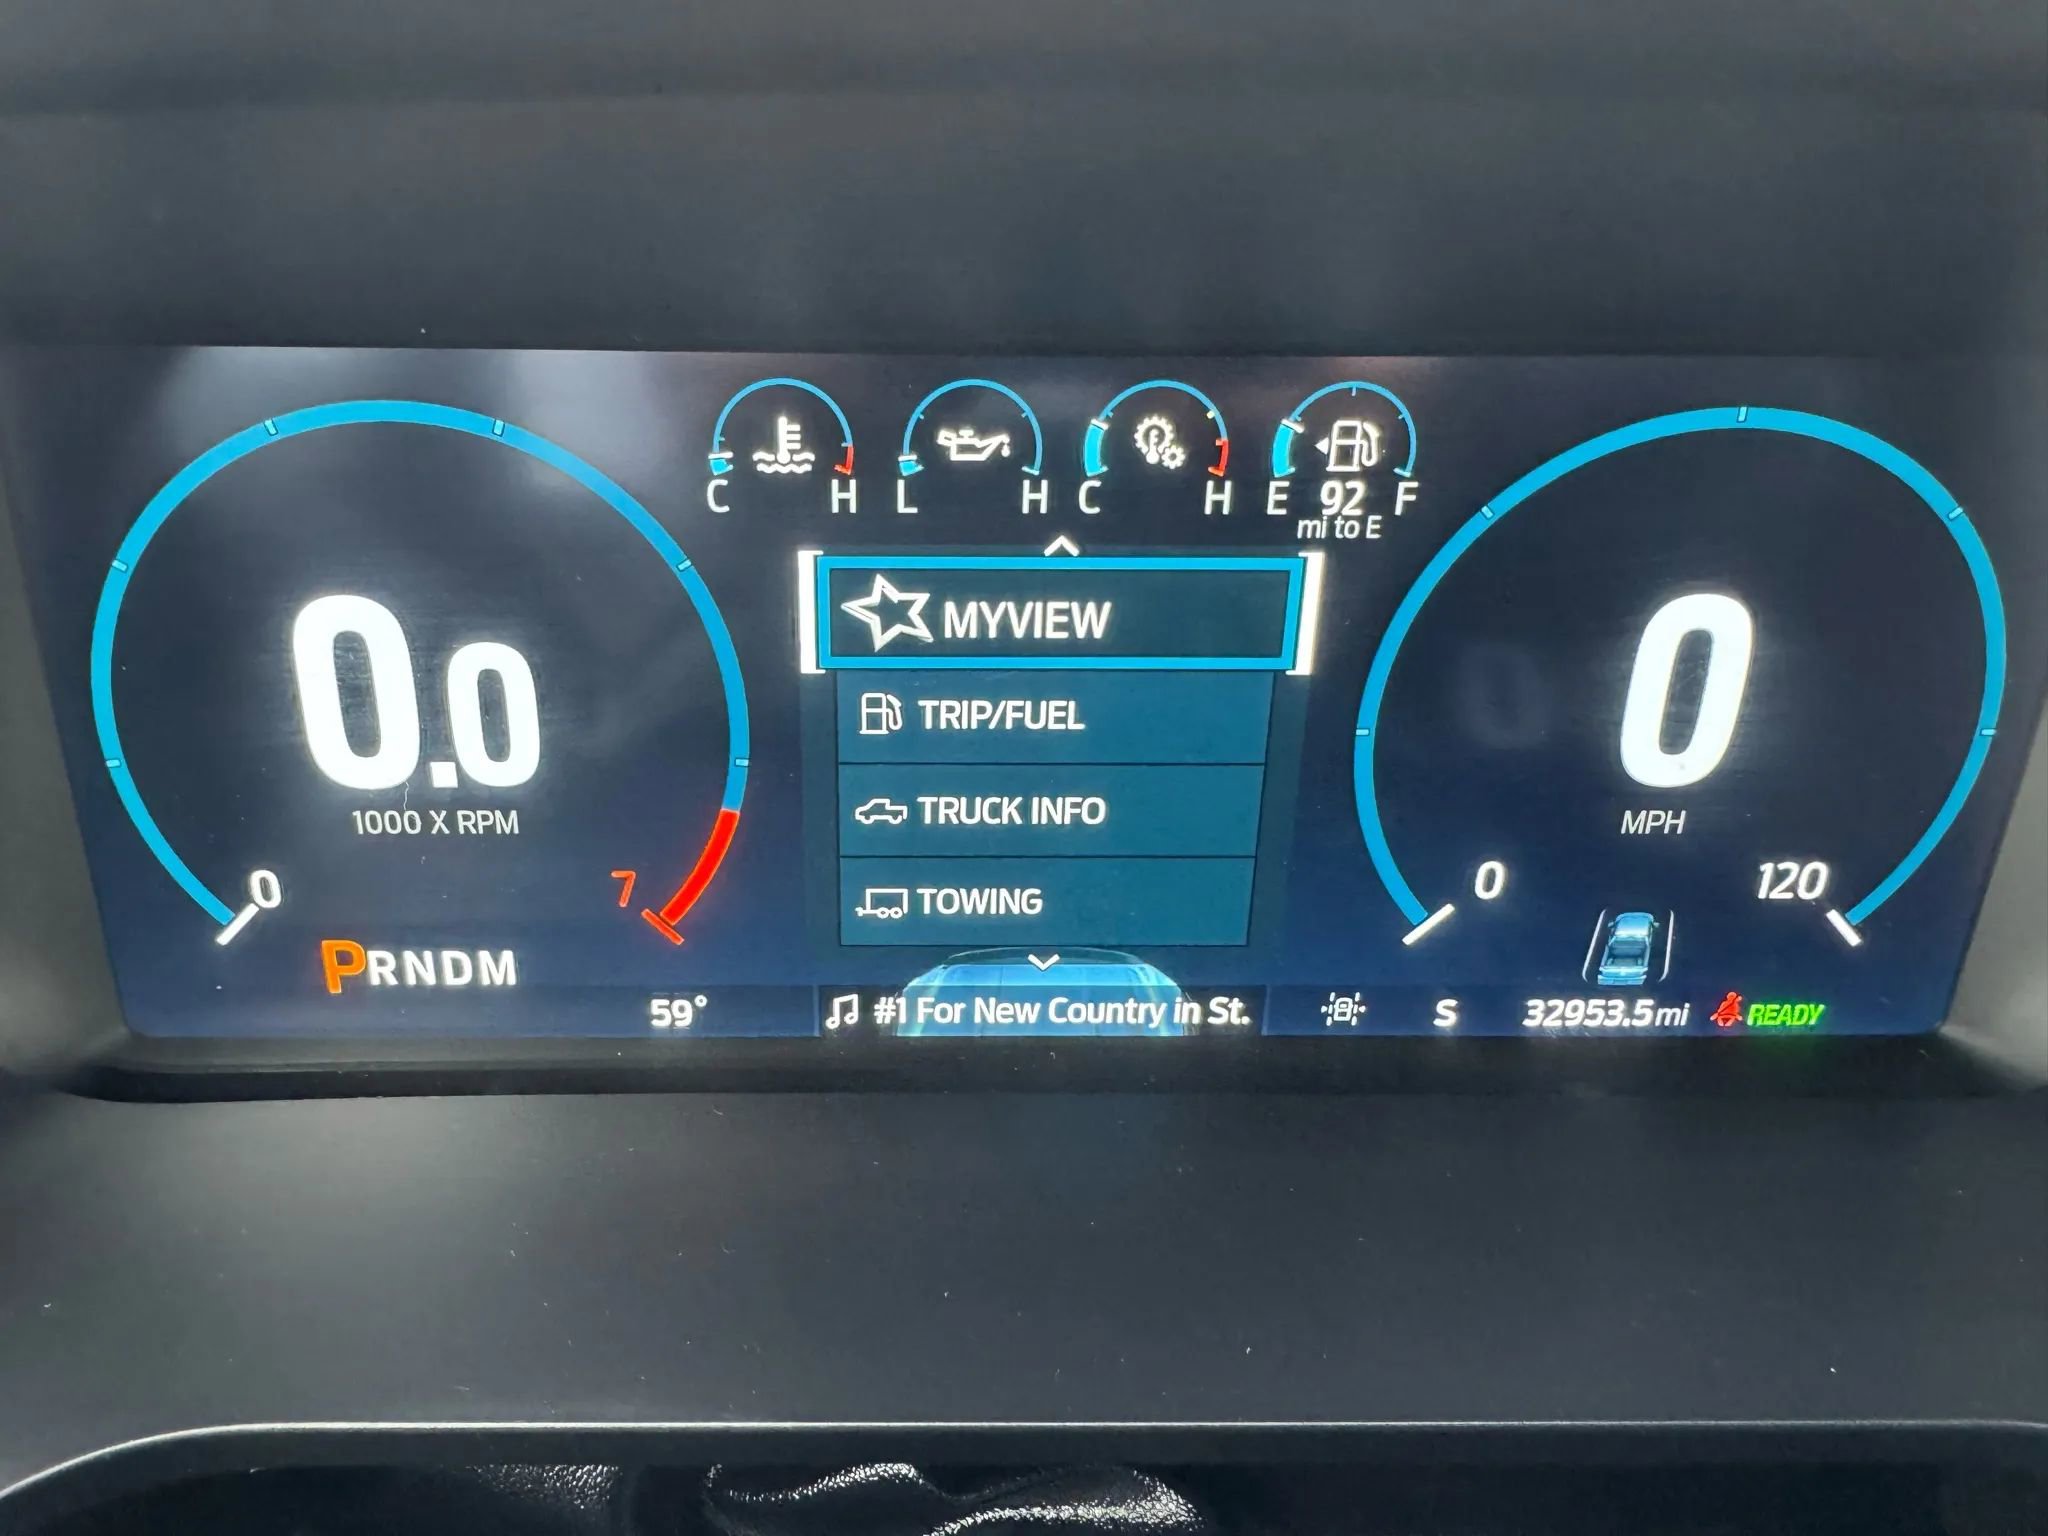 C H
L H
C H
E 92 F
mi to E
MYVIEW
TRIP/FUEL
TRUCK INFO
TOWING
0.0
1000 X RPM
0 7
PRNDM
0
MPH
0 120
59°
#1 For New Country in St.
S
32953.5mi
READY